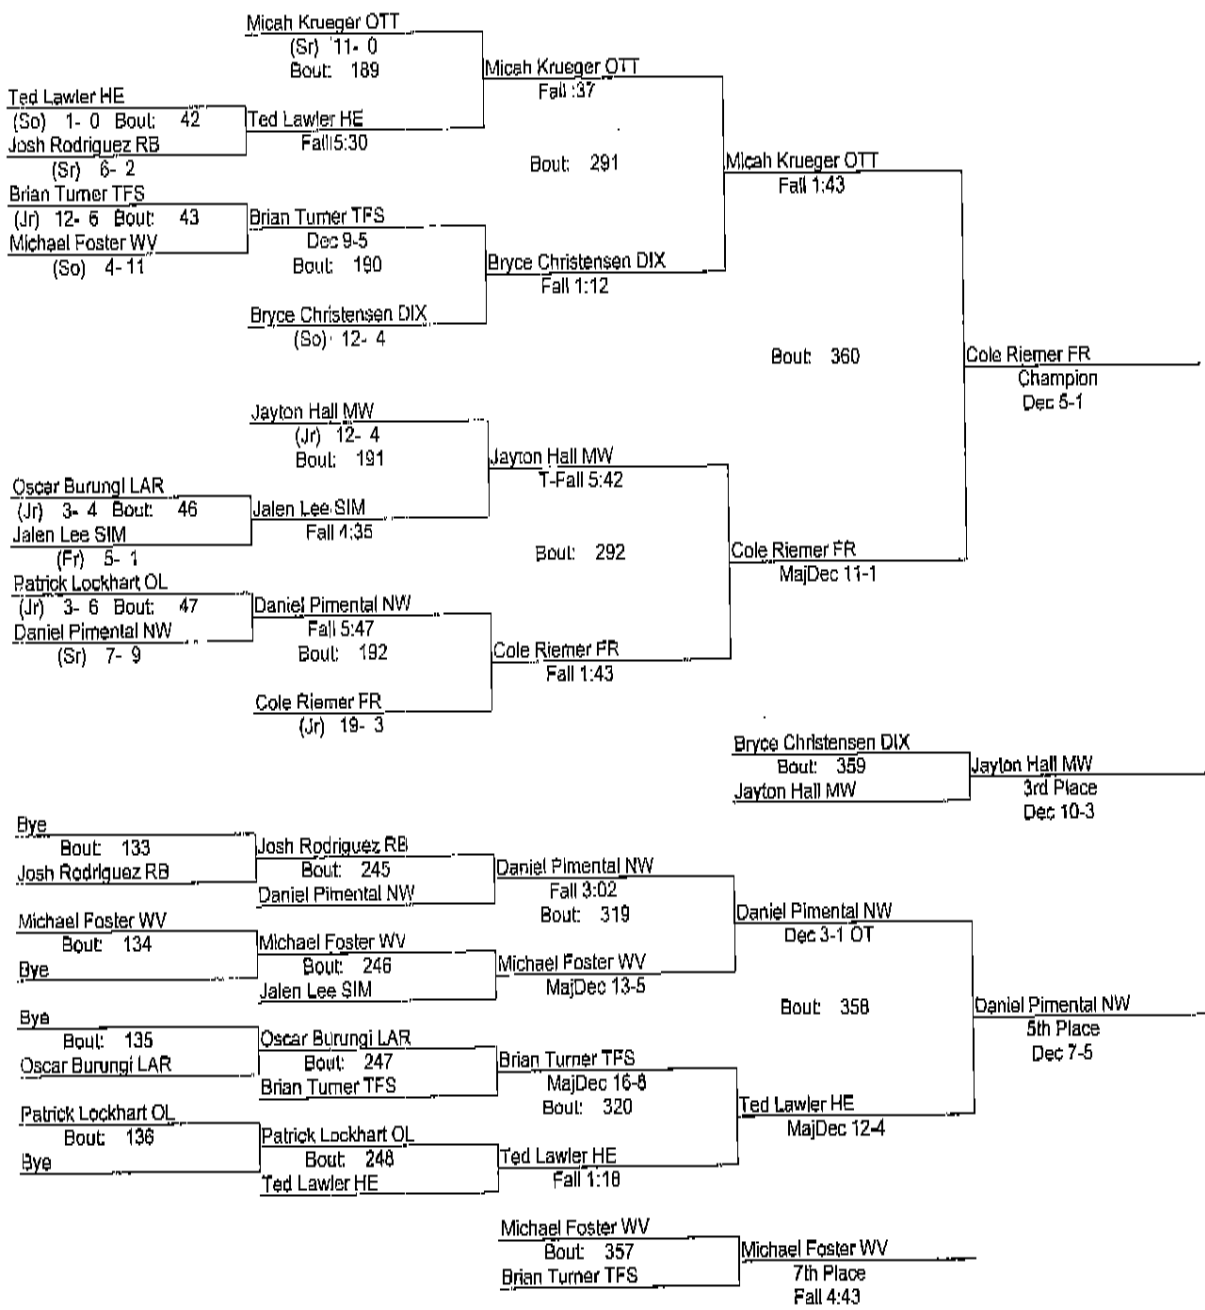 Micah Krueger OTT
(Sr) 11- 0
Bout: 189
Micah Krueger OTT
Fall :37
Ted Lawler HE
(So) 1- 0 Bout: 42
Ted Lawler HE
Fall 5:30
Josh Rodriguez RB
(Sr) 6- 2
Bout: 291
Micah Krueger OTT
Fall 1:43
Brian Turner TFS
(Jr) 12- 6 Bout: 43
Brian Turner TFS
Dec 9-5
Bout: 190
Michael Foster WV
(So) 4- 11
Bryce Christensen DIX
Fall 1:12
Bryce Christensen DIX
(So) 12- 4
Bout: 360
Cole Riemer FR
Champion
Dec 5-1
Jayton Hall MW
(Jr) 12- 4
Bout: 191
Jayton Hall MW
T-Fall 5:42
Oscar Burungi LAR
(Jr) 3- 4 Bout: 46
Jalen Lee SIM
Fall 4:35
Jalen Lee SIM
(Fr) 5- 1
Bout: 292
Cole Riemer FR
MajDec 11-1
Patrick Lockhart OL
(Jr) 3- 6 Bout: 47
Daniel Pimental NW
Fall 5:47
Bout: 192
Daniel Pimental NW
(Sr) 7- 9
Cole Riemer FR
Fall 1:43
Cole Riemer FR
(Jr) 19- 3
Bryce Christensen DIX
Bout: 359
Jayton Hall MW
Jayton Hall MW
3rd Place
Dec 10-3
Bye
Bout: 133
Josh Rodriguez RB
Josh Rodriguez RB
Bout: 245
Daniel Pimental NW
Daniel Pimental NW
Fall 3:02
Bout: 319
Daniel Pimental NW
Dec 3-1 OT
Michael Foster WV
Bout: 134
Bye
Michael Foster WV
Bout: 246
Jalen Lee SIM
Michael Foster WV
MajDec 13-5
Bout: 358
Daniel Pimental NW
5th Place
Dec 7-5
Bye
Bout: 135
Oscar Burungi LAR
Oscar Burungi LAR
Bout: 247
Brian Turner TFS
Brian Turner TFS
MajDec 16-8
Bout: 320
Ted Lawler HE
MajDec 12-4
Patrick Lockhart OL
Bout: 136
Bye
Patrick Lockhart OL
Bout: 248
Ted Lawler HE
Ted Lawler HE
Fall 1:18
Michael Foster WV
Bout: 357
Brian Turner TFS
Michael Foster WV
7th Place
Fall 4:43